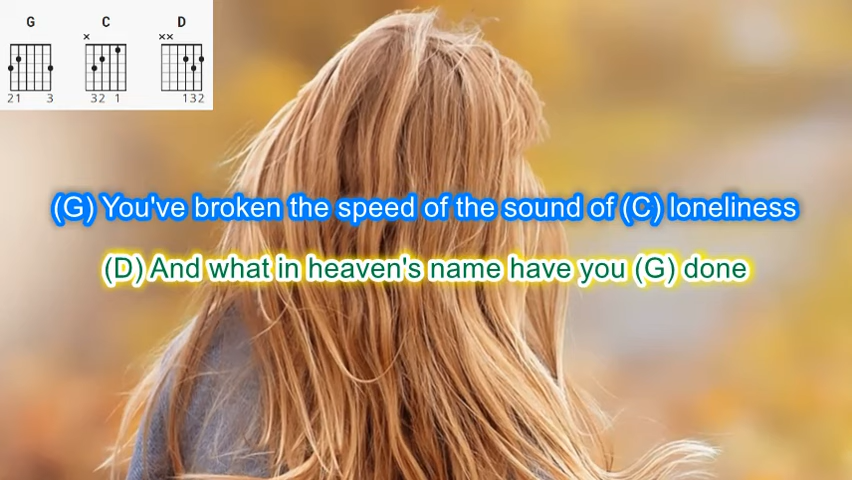 G C D
x xx
21 3 32 1 132
(G) You've broken the speed of the sound of (C) loneliness
(D) And what in heaven's name have you (G) done